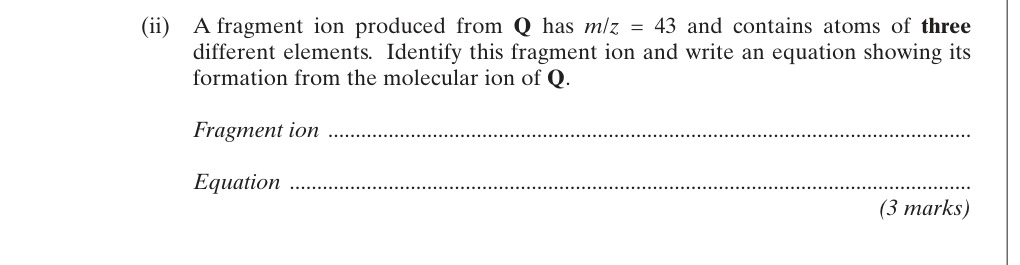 (ii) A fragment ion produced from Q has m/z = 43 and contains atoms of three
different elements. Identify this fragment ion and write an equation showing its
formation from the molecular ion of Q.
Fragment ion ................................................................................................
Equation ................................................................................................
(3 marks)